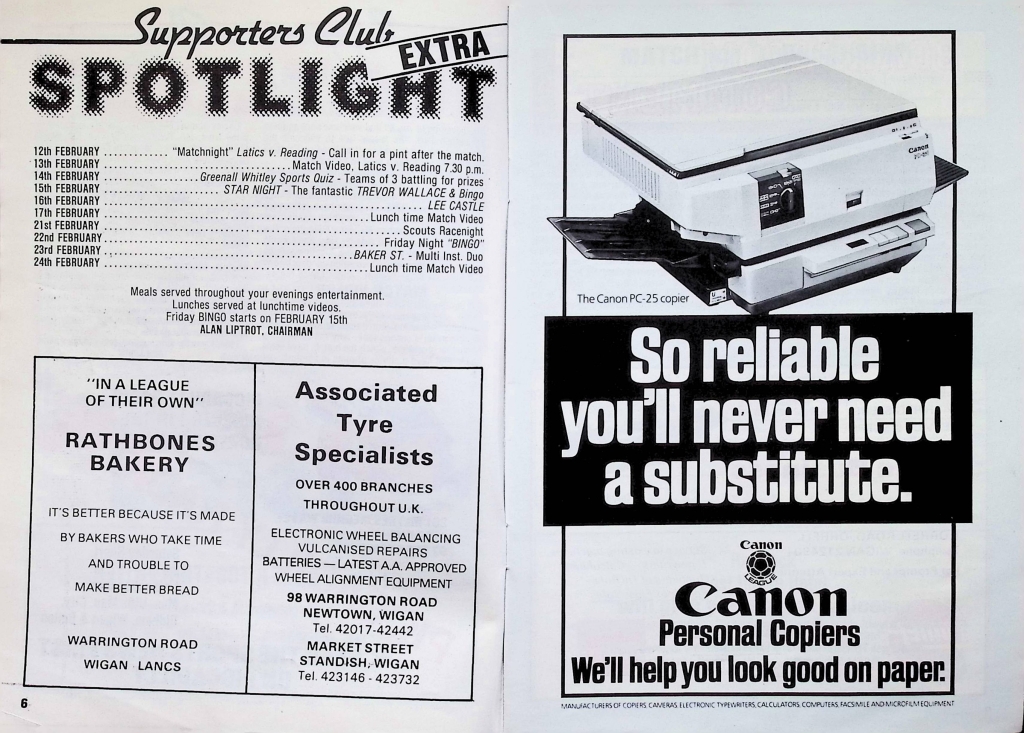 Supporters Club
EXTRA
SPOTLIGHT
12th FEBRUARY ............ "Matchnight" Latics v. Reading - Call in for a pint after the match.
13th FEBRUARY ............ Match Video, Latics v. Reading 7.30 p.m.
14th FEBRUARY ............ Greenall Whitley Sports Quiz - Teams of 3 battling for prizes
15th FEBRUARY ............ STAR NIGHT - The fantastic TREVOR WALLACE & Bingo
16th FEBRUARY ............ LEE CASTLE
17th FEBRUARY ............ Lunch time Match Video
21st FEBRUARY ............ Scouts Racenight
22nd FEBRUARY ............ Friday Night "BINGO"
23rd FEBRUARY ............ BAKER ST. - Multi Inst. Duo
24th FEBRUARY ............ Lunch time Match Video
Meals served throughout your evenings entertainment.
Lunches served at lunchtime videos.
Friday BINGO starts on FEBRUARY 15th
ALAN LIPTROT, CHAIRMAN
"IN A LEAGUE
OF THEIR OWN"
RATHBONES
BAKERY
IT'S BETTER BECAUSE IT'S MADE
BY BAKERS WHO TAKE TIME
AND TROUBLE TO
MAKE BETTER BREAD
WARRINGTON ROAD
WIGAN LANCS
Associated
Tyre
Specialists
OVER 400 BRANCHES
THROUGHOUT U.K.
ELECTRONIC WHEEL BALANCING
VULCANISED REPAIRS
BATTERIES — LATEST A.A. APPROVED
WHEEL ALIGNMENT EQUIPMENT
98 WARRINGTON ROAD
NEWTOWN, WIGAN
Tel. 42017-42442
MARKET STREET
STANDISH, WIGAN
Tel. 423146 - 423732
6
Canon
The Canon PC-25 copier
So reliable
you'll never need
a substitute.
Canon
LEAGUE
Canon
Personal Copiers
We'll help you look good on paper.
MANUFACTURERS OF COPIERS, CAMERAS, ELECTRONIC TYPEWRITERS, CALCULATORS, COMPUTERS, FACSIMILE AND MICROFILM EQUIPMENT